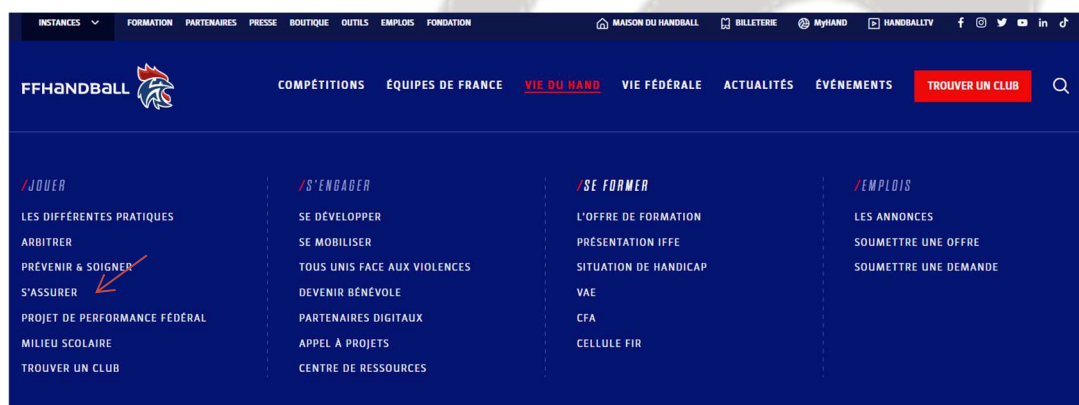 INSTANCES FORMATION PARTENAIRES PRESSE BOUTIQUE OUTILS EMPLOIS FONDATION MAISON DU HANDBALL BILLETERIE MyHAND HANDBALLTV
FFHANDBALL COMPÉTITIONS ÉQUIPES DE FRANCE VIE DU HAND VIE FÉDÉRALE ACTUALITÉS ÉVÉNEMENTS TROUVER UN CLUB
/JOUER
LES DIFFÉRENTES PRATIQUES
ARBITRER
PRÉVENIR & SOIGNER
S'ASSURER
PROJET DE PERFORMANCE FÉDÉRAL
MILIEU SCOLAIRE
TROUVER UN CLUB
/S'ENGAGER
SE DÉVELOPPER
SE MOBILISER
TOUS UNIS FACE AUX VIOLENCES
DEVENIR BÉNÉVOLE
PARTENAIRES DIGITAUX
APPEL À PROJETS
CENTRE DE RESSOURCES
/SE FORMER
L'OFFRE DE FORMATION
PRÉSENTATION IFFE
SITUATION DE HANDICAP
VAE
CFA
CELLULE FIR
/EMPLOIS
LES ANNONCES
SOUMETTRE UNE OFFRE
SOUMETTRE UNE DEMANDE